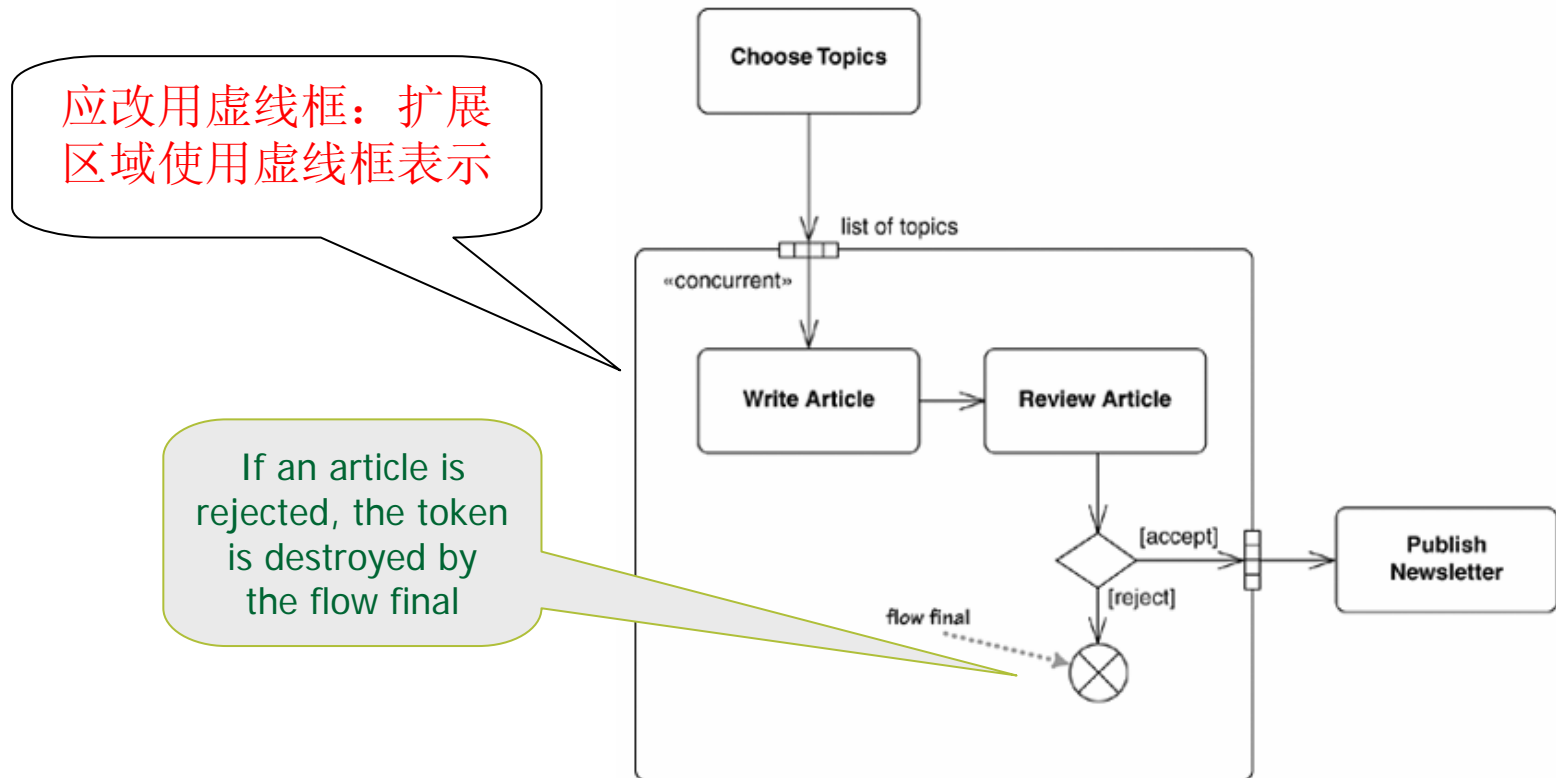 Choose Topics
应改用虚线框：扩展
区域使用虚线框表示
list of topics
«concurrent»
Write Article
Review Article
If an article is
rejected, the token
is destroyed by
the flow final
[accept]
Publish
Newsletter
[reject]
flow final